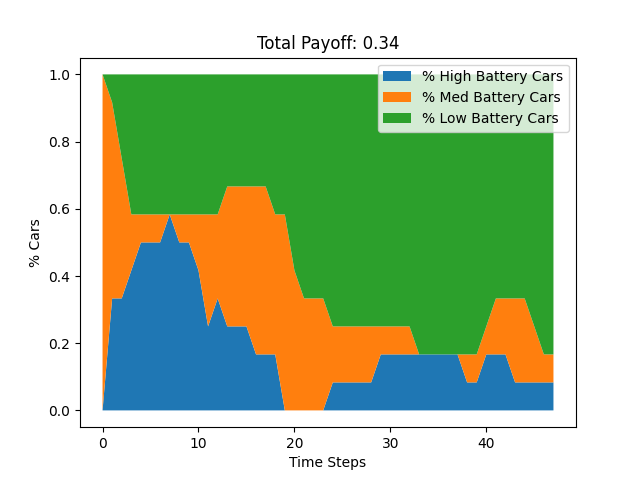 Total Payoff: 0.34
% High Battery Cars
% Med Battery Cars
% Low Battery Cars
% Cars
1.0
0.8
0.6
0.4
0.2
0.0
0 10 20 30 40
Time Steps